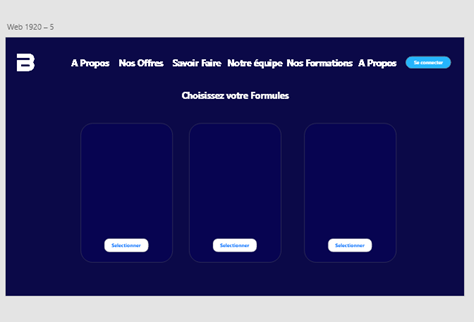 Web 1920 – 5
B A Propos Nos Offres Savoir Faire Notre équipe Nos Formations A Propos Se connecter
Choisissez votre Formules
Selectionner Selectionner Selectionner